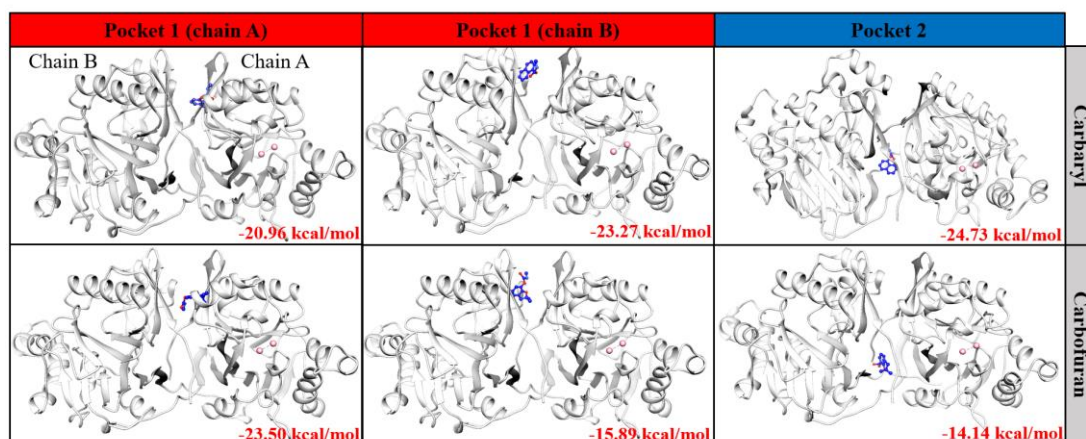 Pocket 1 (chain A)
Pocket 1 (chain B)
Pocket 2
Chain B
Chain A
-20.96 kcal/mol
-23.27 kcal/mol
-24.73 kcal/mol
Carbaryl
-23.50 kcal/mol
-15.89 kcal/mol
-14.14 kcal/mol
Carbofuran